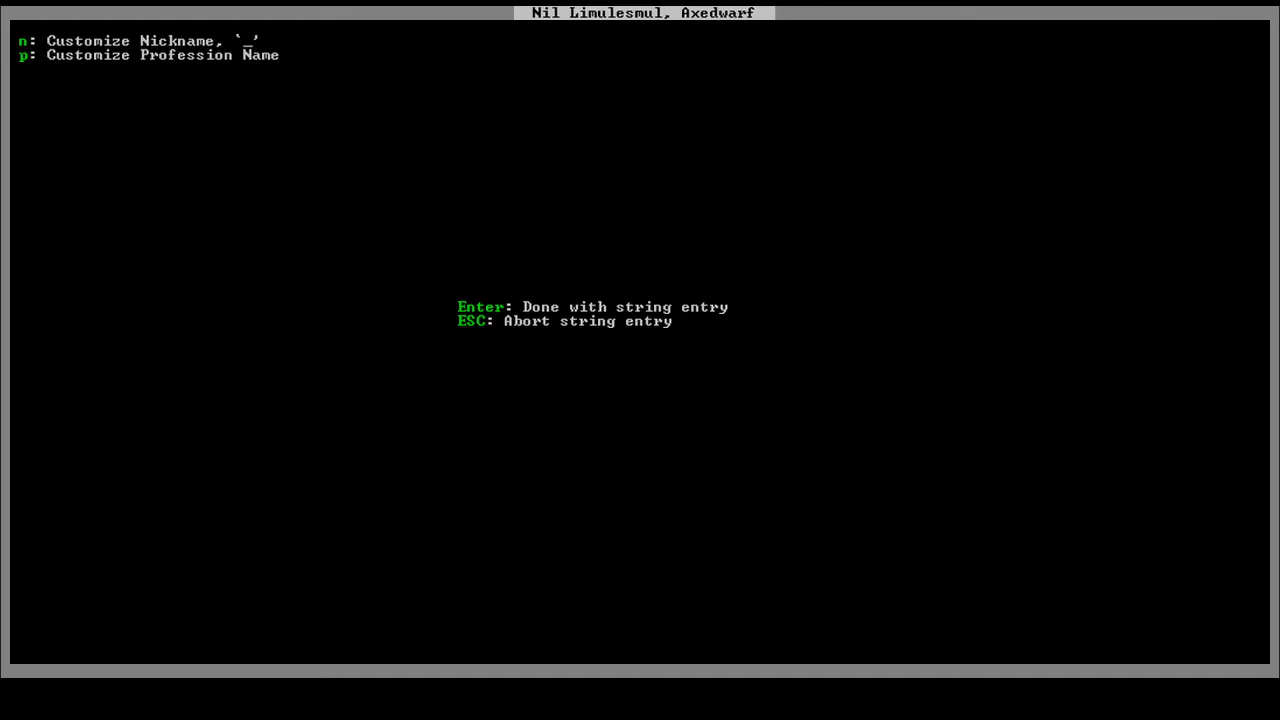 Nil Limulesmul, Axedwarf
n: Customize Nickname, `_'
p: Customize Profession Name
Enter: Done with string entry
ESC: Abort string entry